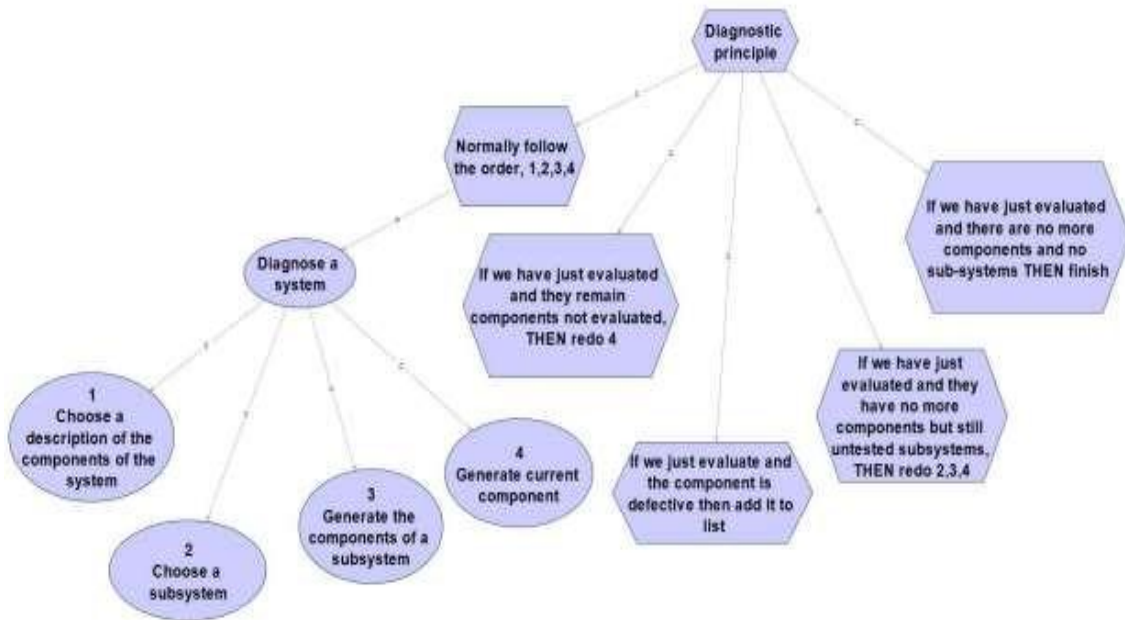 Diagnostic
principle
Normally follow
the order, 1,2,3,4
If we have just evaluated
and there are no more
components and no
sub-systems THEN finish
Diagnose a
system
If we have just evaluated
and they remain
components not evaluated,
THEN redo 4
If we have just
evaluated and they
have no more
components but still
untested subsystems,
THEN redo 2,3,4
1
Choose a
description of the
components of the
system
4
Generate current
component
If we just evaluate and
the component is
defective then add it to
list
3
Generate the
components of a
subsystem
2
Choose a
subsystem